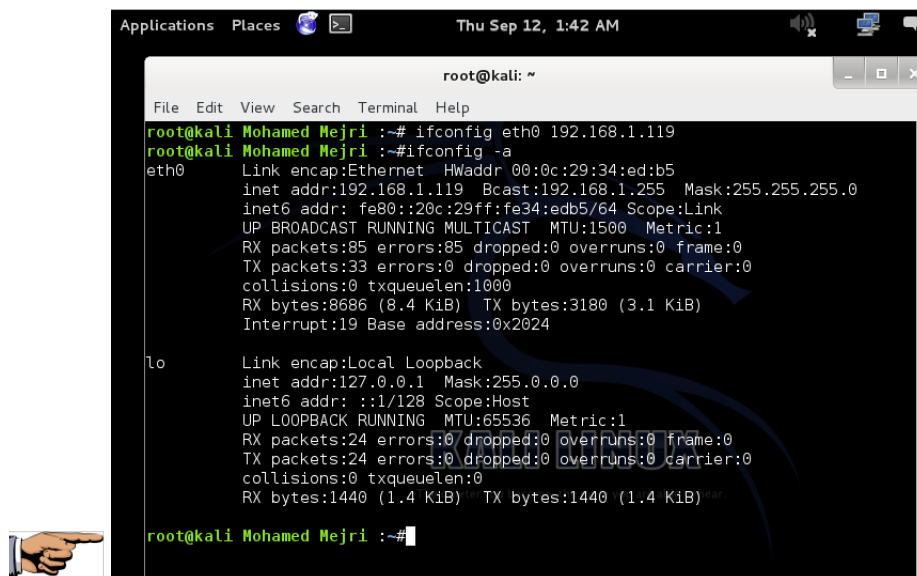 Applications Places Thu Sep 12, 1:42 AM
root@kali: ~
File Edit View Search Terminal Help
root@kali Mohamed Mejri :~# ifconfig eth0 192.168.1.119
root@kali Mohamed Mejri :~#ifconfig -a
eth0 Link encap:Ethernet HWaddr 00:0c:29:34:ed:b5
inet addr:192.168.1.119 Bcast:192.168.1.255 Mask:255.255.255.0
inet6 addr: fe80::20c:29ff:fe34:edb5/64 Scope:Link
UP BROADCAST RUNNING MULTICAST MTU:1500 Metric:1
RX packets:85 errors:85 dropped:0 overruns:0 frame:0
TX packets:33 errors:0 dropped:0 overruns:0 carrier:0
collisions:0 txqueuelen:1000
RX bytes:8686 (8.4 KiB) TX bytes:3180 (3.1 KiB)
Interrupt:19 Base address:0x2024
lo Link encap:Local Loopback
inet addr:127.0.0.1 Mask:255.0.0.0
inet6 addr: ::1/128 Scope:Host
UP LOOPBACK RUNNING MTU:65536 Metric:1
RX packets:24 errors:0 dropped:0 overruns:0 frame:0
KALI LINUX
TX packets:24 errors:0 dropped:0 overruns:0 carrier:0
collisions:0 txqueuelen:0
RX bytes:1440 (1.4 KiB) TX bytes:1440 (1.4 KiB)
root@kali Mohamed Mejri :~#